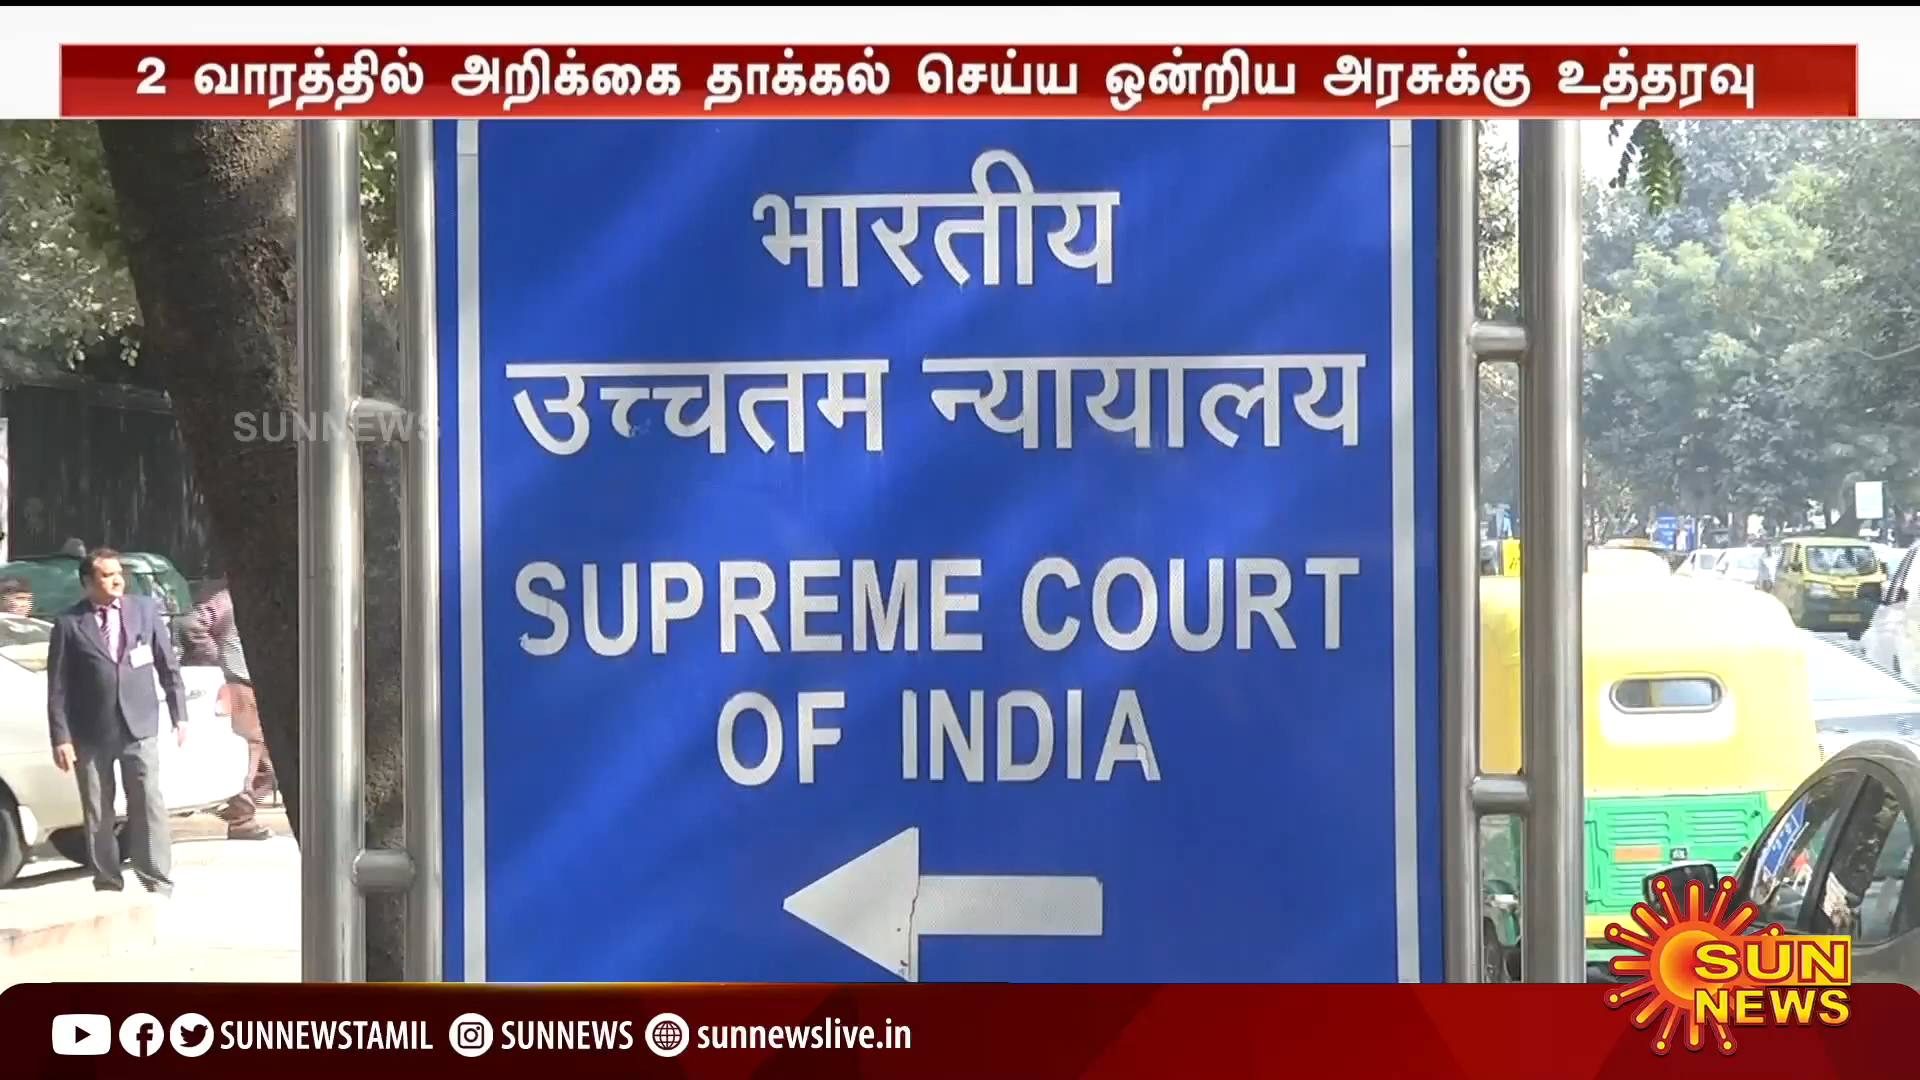 2 வாரத்தில் அறிக்கை தாக்கல் செய்ய ஒன்றிய அரசுக்கு உத்தரவு
भारतीय
उच्चतम न्यायालय
SUNNEWS
SUPREME COURT
OF INDIA
SUN
NEWS
SUNNEWSTAMIL SUNNEWS sunnewslive.in